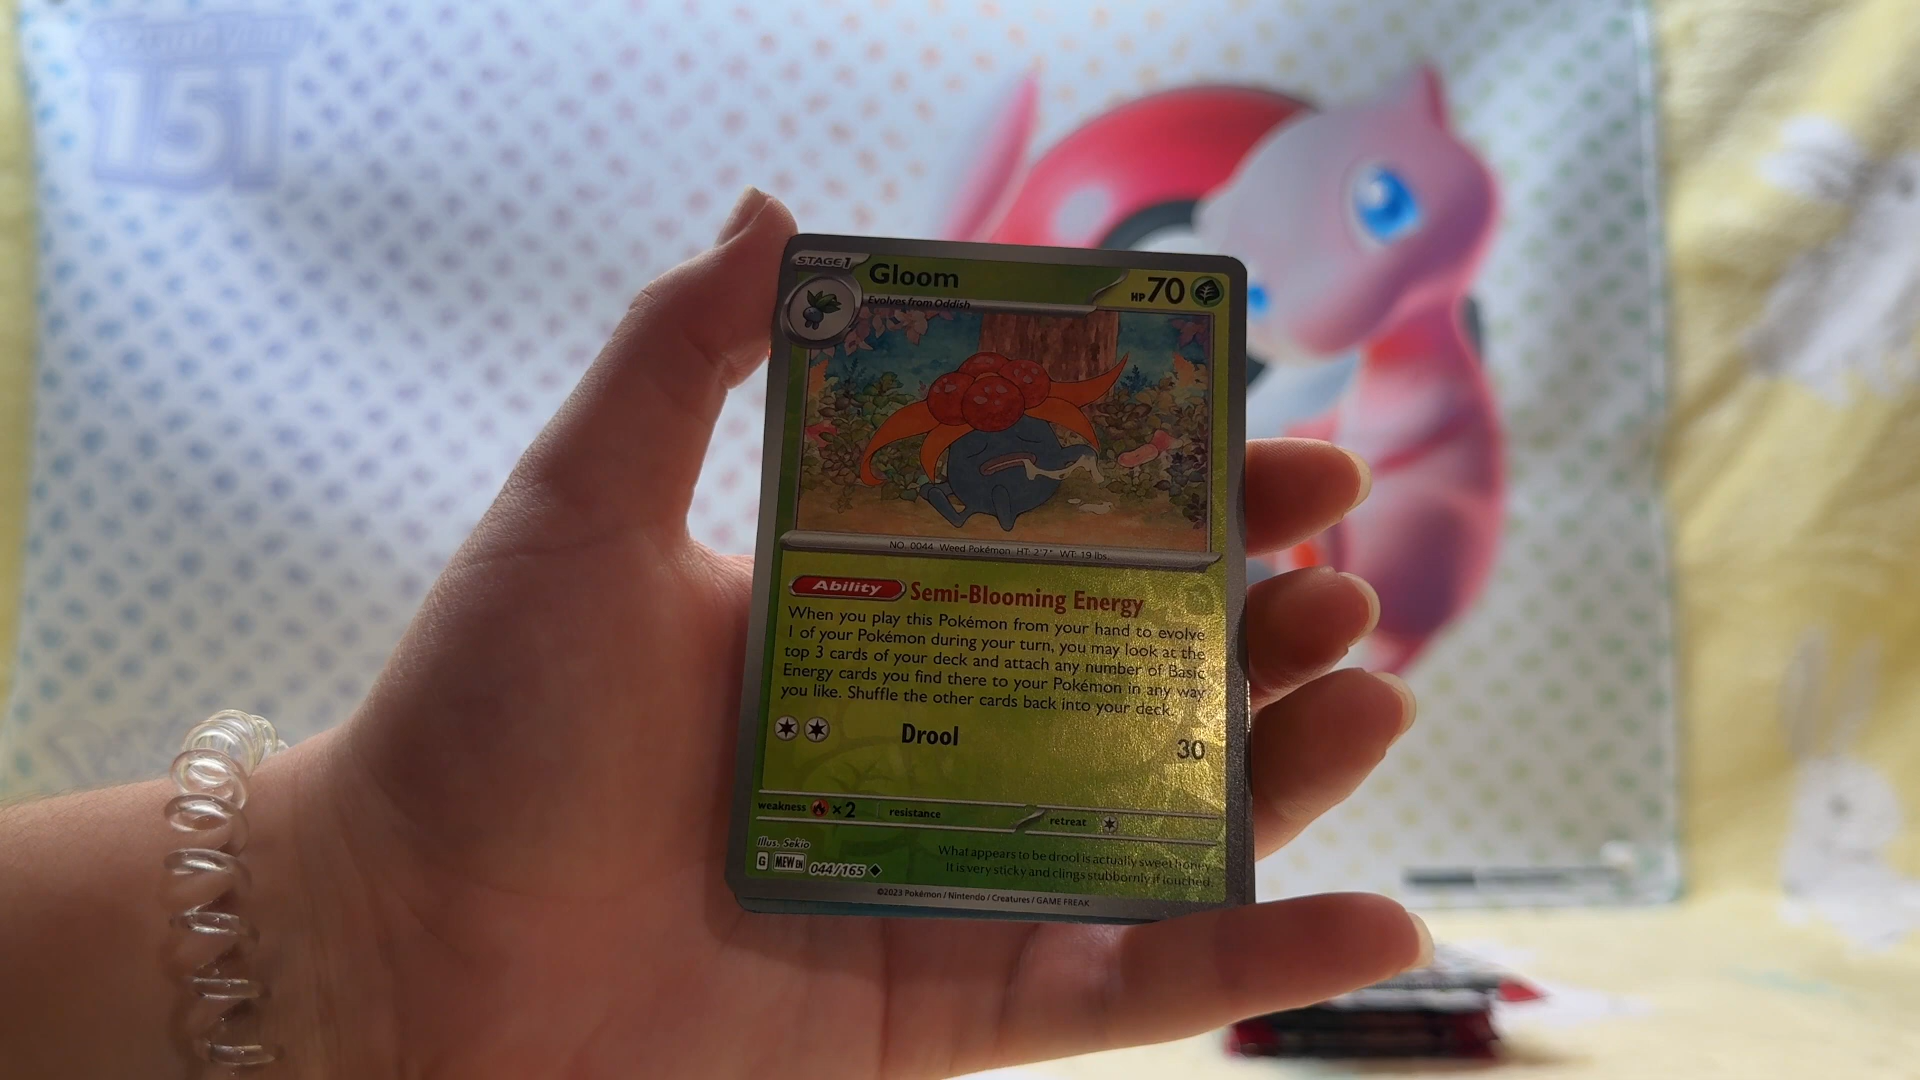 151
STAGE 1
Gloom
HP 70
Evolves from Oddish
NO. 0044 Weed Pokémon HT: 2'7" WT: 19 lbs.
Ability Semi-Blooming Energy
When you play this Pokémon from your hand to evolve
1 of your Pokémon during your turn, you may look at the
top 3 cards of your deck and attach any number of Basic
Energy cards you find there to your Pokémon in any way
you like. Shuffle the other cards back into your deck.
Drool 30
weakness ×2 resistance retreat
Illus. Sekio
G MEW EN 044/165
What appears to be drool is actually sweet honey.
It is very sticky and clings stubbornly if touched.
©2023 Pokémon / Nintendo / Creatures / GAME FREAK